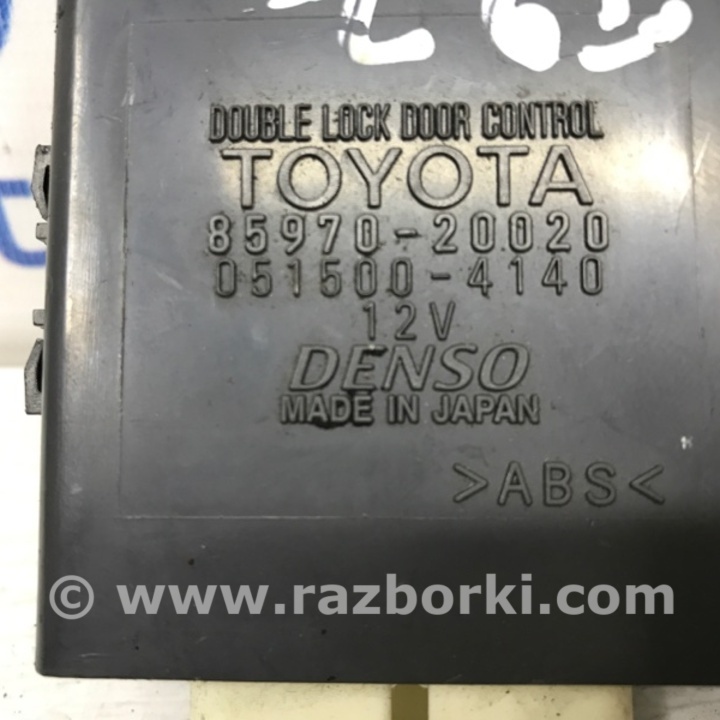 DOUBLE LOCK DOOR CONTROL
TOYOTA
85970-20020
051500-4140
12V
DENSO
MADE IN JAPAN
>ABS<
© www.razborki.com